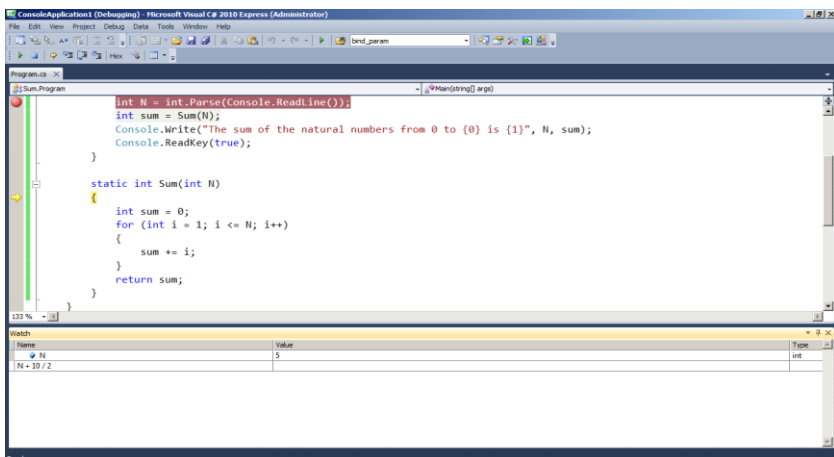 ConsoleApplication1 (Debugging) - Microsoft Visual C# 2010 Express (Administrator)
File Edit View Project Debug Data Tools Window Help
bind_param
Hex
Program.cs
Sum.Program
Main(string[] args)
int N = int.Parse(Console.ReadLine());
int sum = Sum(N);
Console.Write("The sum of the natural numbers from 0 to {0} is {1}", N, sum);
Console.ReadKey(true);
}
static int Sum(int N)
{
int sum = 0;
for (int i = 1; i <= N; i++)
{
sum += i;
}
return sum;
}
}
133 %
Watch
Name Value Type
N 5 int
N + 10 / 2